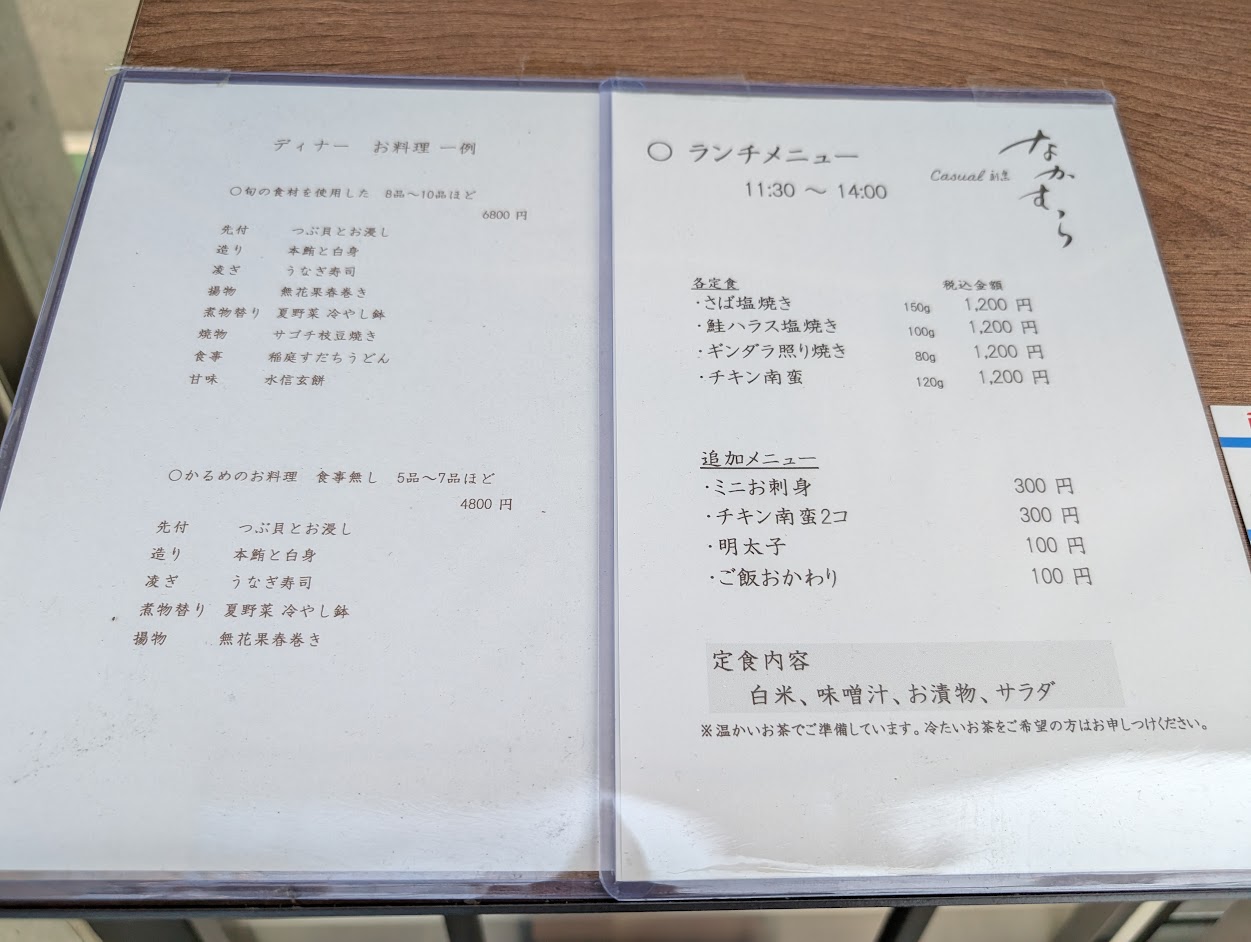 ディナー お料理 一例
〇旬の食材を使用した 8品～10品ほど
6800 円
先付 つぶ貝とお浸し
造り 本鮪と白身
凌ぎ うなぎ寿司
揚物 無花果春巻き
煮物替り 夏野菜 冷やし鉢
焼物 サゴチ枝豆焼き
食事 稲庭すだちうどん
甘味 水信玄餅
〇かるめのお料理 食事無し 5品～7品ほど
4800 円
先付 つぶ貝とお浸し
造り 本鮪と白身
凌ぎ うなぎ寿司
煮物替り 夏野菜 冷やし鉢
揚物 無花果春巻き
〇 ランチメニュー
11:30 ～ 14:00
Casual
なかむら
各定食 税込金額
・さば塩焼き 150g 1,200 円
・鮭ハラス塩焼き 100g 1,200 円
・ギンダラ照り焼き 80g 1,200 円
・チキン南蛮 120g 1,200 円
追加メニュー
・ミニお刺身 300 円
・チキン南蛮2コ 300 円
・明太子 100 円
・ご飯おかわり 100 円
定食内容
白米、味噌汁、お漬物、サラダ
※温かいお茶でご準備しています。冷たいお茶をご希望の方はお申しつけください。